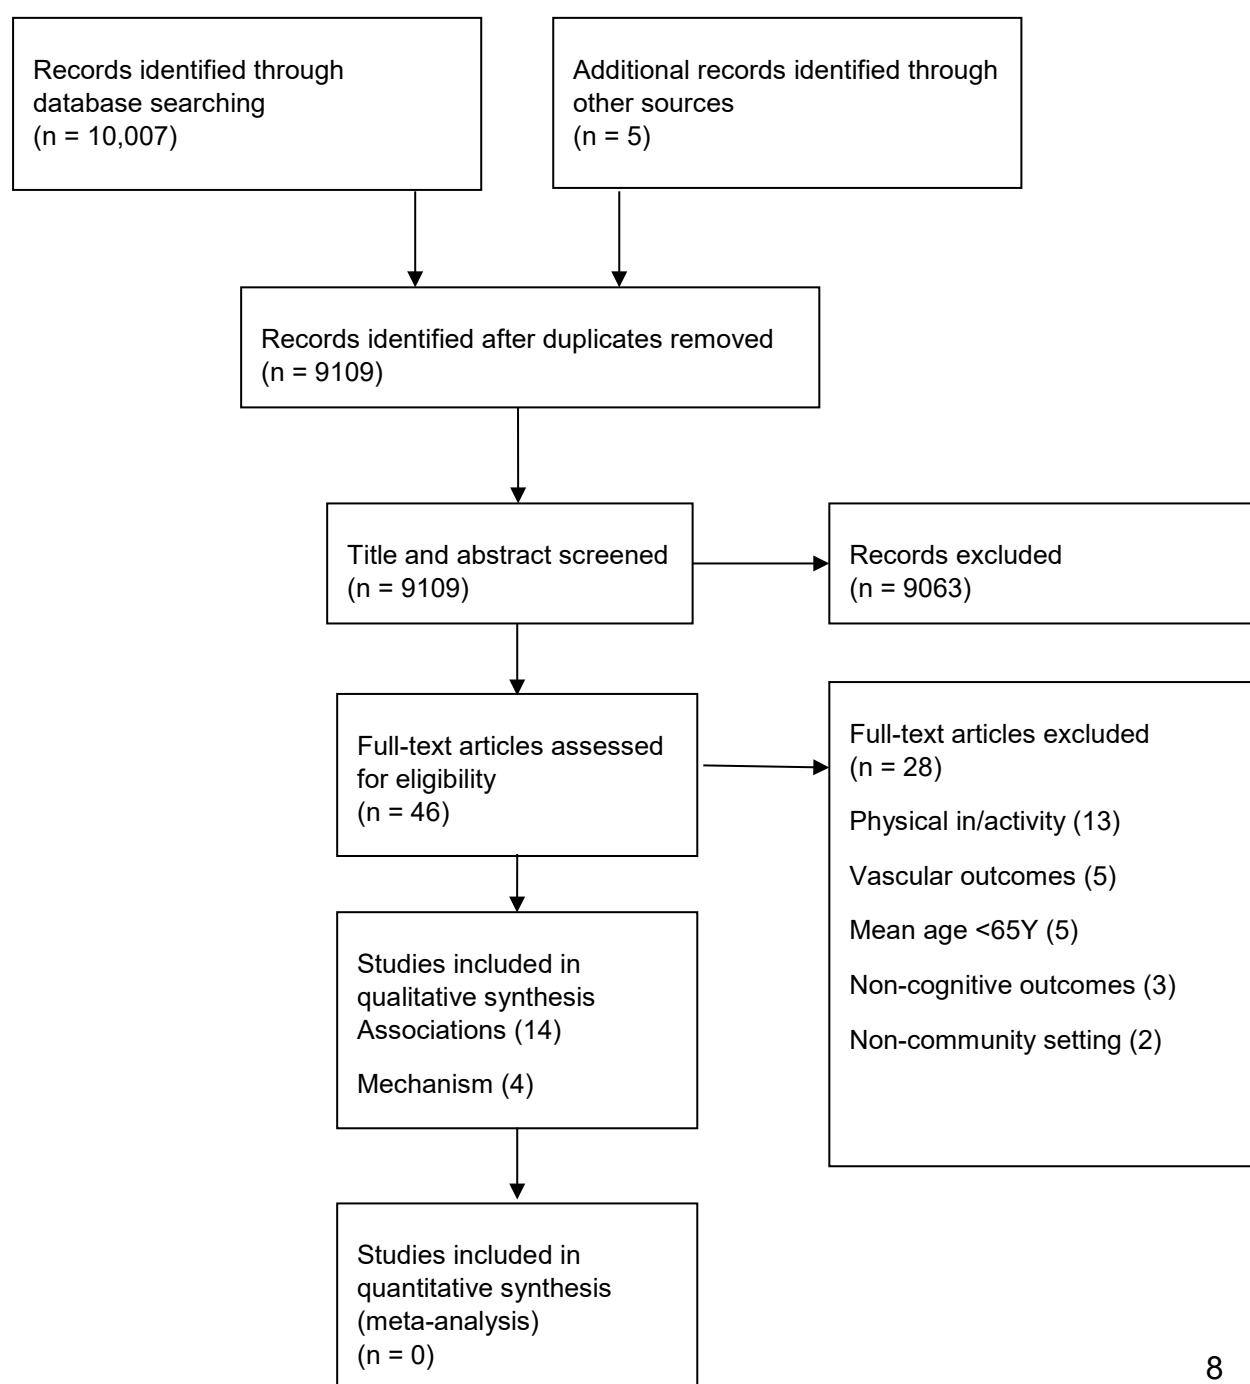 Records identified through
database searching
(n = 10,007)
Additional records identified through
other sources
(n = 5)
Records identified after duplicates removed
(n = 9109)
Title and abstract screened
(n = 9109)
Records excluded
(n = 9063)
Full-text articles assessed
for eligibility
(n = 46)
Full-text articles excluded
(n = 28)
Physical in/activity (13)
Vascular outcomes (5)
Mean age <65Y (5)
Non-cognitive outcomes (3)
Non-community setting (2)
Studies included in
qualitative synthesis
Associations (14)
Mechanism (4)
Studies included in
quantitative synthesis
(meta-analysis)
(n = 0)
8